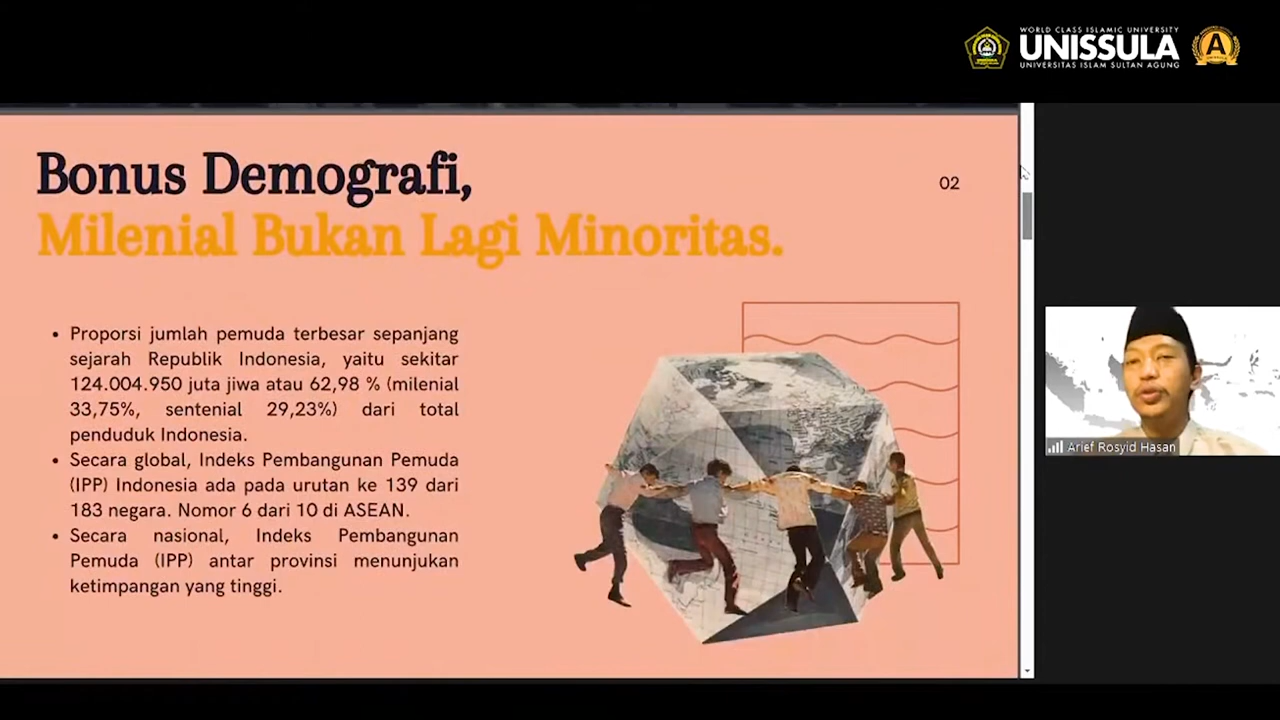 WORLD CLASS ISLAMIC UNIVERSITY
UNISSULA
UNIVERSITAS ISLAM SULTAN AGUNG
A
Bonus Demografi,
02
Milenial Bukan Lagi Minoritas.
• Proporsi jumlah pemuda terbesar sepanjang
sejarah Republik Indonesia, yaitu sekitar
124.004.950 juta jiwa atau 62,98 % (milenial
33,75%, sentenial 29,23%) dari total
penduduk Indonesia.
• Secara global, Indeks Pembangunan Pemuda
(IPP) Indonesia ada pada urutan ke 139 dari
183 negara. Nomor 6 dari 10 di ASEAN.
• Secara nasional, Indeks Pembangunan
Pemuda (IPP) antar provinsi menunjukan
ketimpangan yang tinggi.
Arief Rosyid Hasan